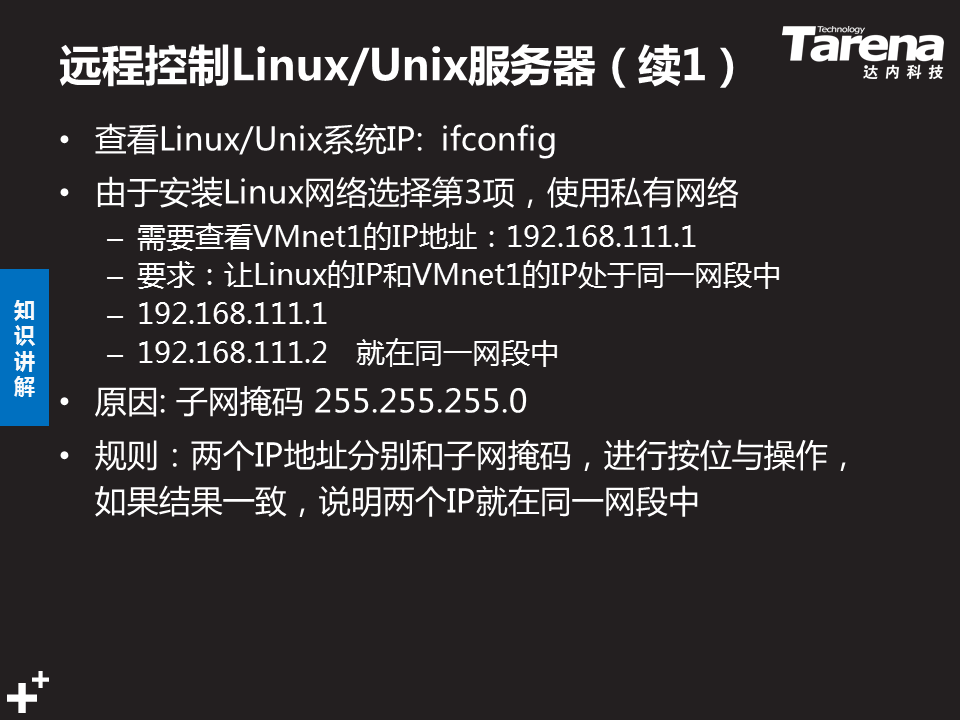 远程控制Linux/Unix服务器（续1）
Technology
Tarena
达内科技
• 查看Linux/Unix系统IP: ifconfig
• 由于安装Linux网络选择第3项，使用私有网络
– 需要查看VMnet1的IP地址：192.168.111.1
– 要求：让Linux的IP和VMnet1的IP处于同一网段中
– 192.168.111.1
– 192.168.111.2 就在同一网段中
知识讲解
• 原因: 子网掩码 255.255.255.0
• 规则：两个IP地址分别和子网掩码，进行按位与操作，
如果结果一致，说明两个IP就在同一网段中